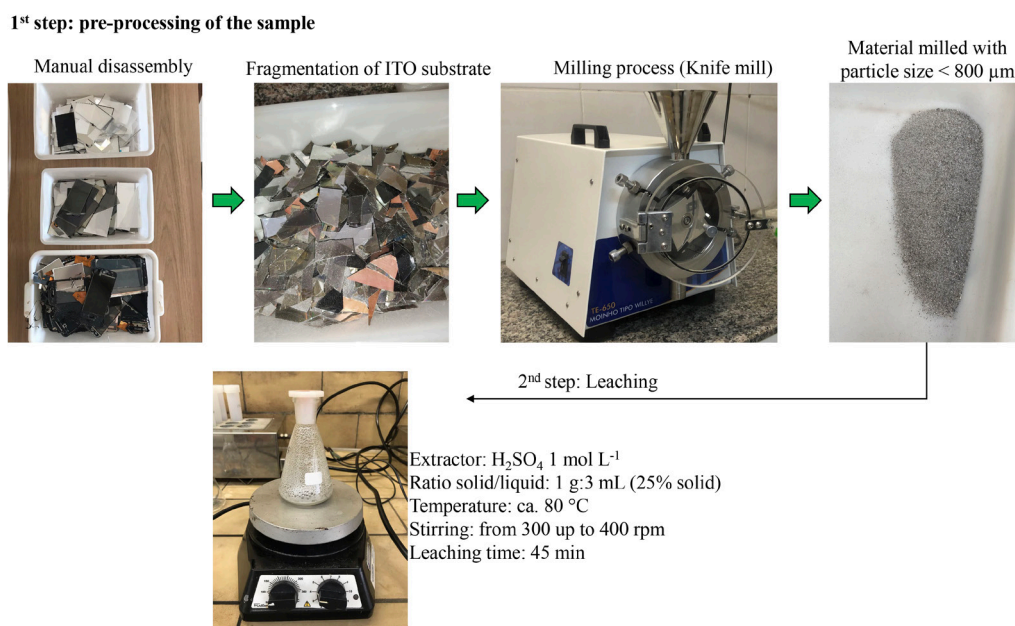 1st step: pre-processing of the sample
Manual disassembly
Fragmentation of ITO substrate
Milling process (Knife mill)
Material milled with
particle size < 800 µm
TE-650
MOINHO TIPO WILLYE
2nd step: Leaching
Extractor: H2SO4 1 mol L-1
Ratio solid/liquid: 1 g:3 mL (25% solid)
Temperature: ca. 80 °C
Stirring: from 300 up to 400 rpm
Leaching time: 45 min